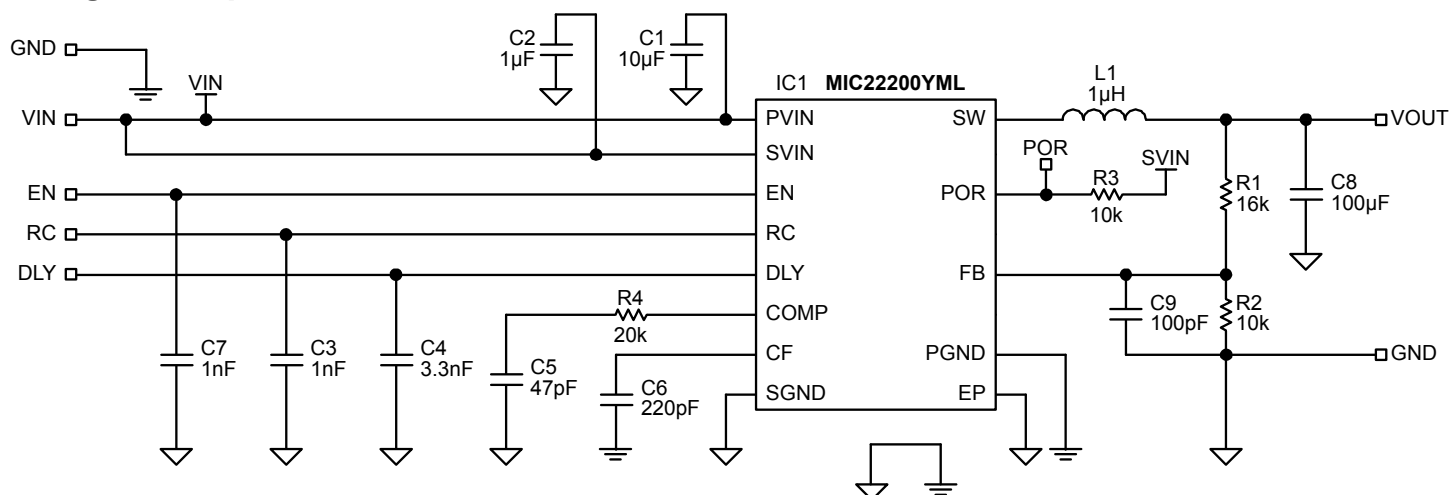 GND
VIN
VIN
EN
RC
DLY
C2
1µF
C1
10µF
IC1 MIC22200YML
PVIN
SVIN
EN
RC
DLY
COMP
CF
SGND
SW
POR
FB
PGND
EP
L1
1µH
POR
SVIN
R3
10k
R1
16k
C8
100µF
VOUT
C9
100pF
R2
10k
GND
R4
20k
C7
1nF
C3
1nF
C4
3.3nF
C5
47pF
C6
220pF